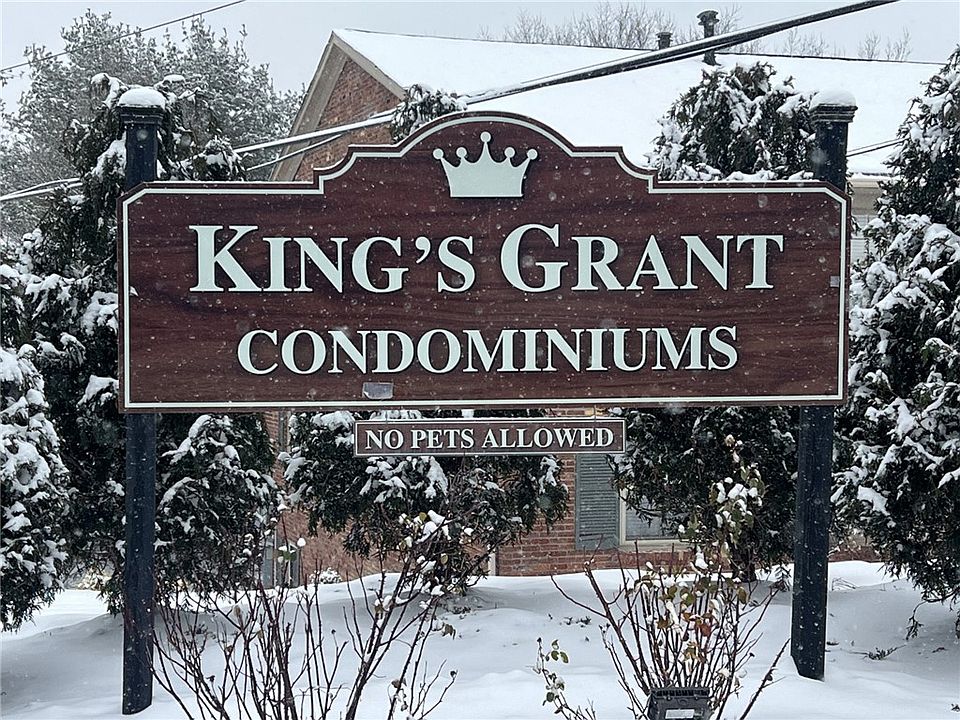 KING'S GRANT
CONDOMINIUMS
NO PETS ALLOWED